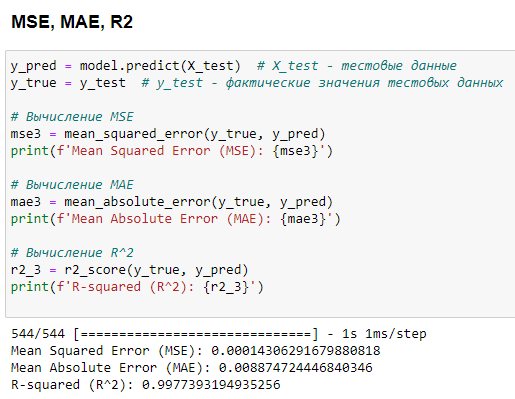 MSE, MAE, R2
y_pred = model.predict(X_test)  # X_test - тестовые данные
y_true = y_test  # y_test - фактические значения тестовых данных
# Вычисление MSE
mse3 = mean_squared_error(y_true, y_pred)
print(f'Mean Squared Error (MSE): {mse3}')
# Вычисление MAE
mae3 = mean_absolute_error(y_true, y_pred)
print(f'Mean Absolute Error (MAE): {mae3}')
# Вычисление R^2
r2_3 = r2_score(y_true, y_pred)
print(f'R-squared (R^2): {r2_3}')
544/544 [==============================] - 1s 1ms/step
Mean Squared Error (MSE): 0.00014306291679880818
Mean Absolute Error (MAE): 0.008874724446840346
R-squared (R^2): 0.9977393194935256